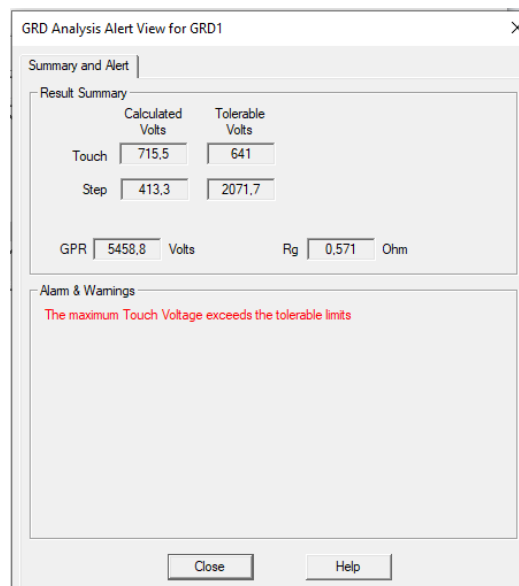 GRD Analysis Alert View for GRD1
Summary and Alert
Result Summary
Calculated Volts
Tolerable Volts
Touch 715,5 641
Step 413,3 2071,7
GPR 5458,8 Volts Rg 0,571 Ohm
Alarm & Warnings
The maximum Touch Voltage exceeds the tolerable limits
Close Help